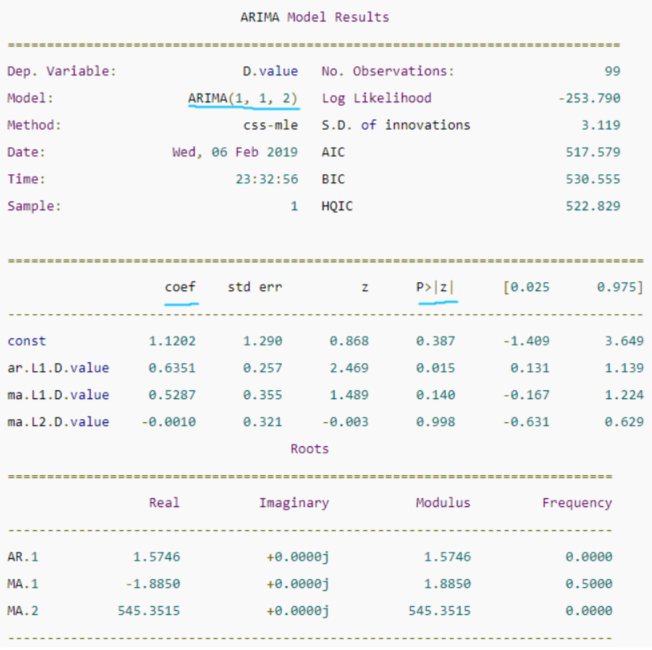 ARIMA Model Results
==============================================================================
Dep. Variable: D.value No. Observations: 99
Model: ARIMA(1, 1, 2) Log Likelihood -253.790
Method: css-mle S.D. of innovations 3.119
Date: Wed, 06 Feb 2019 AIC 517.579
Time: 23:32:56 BIC 530.555
Sample: 1 HQIC 522.829
=================================================================================
coef std err z P>|z| [0.025 0.975]
---------------------------------------------------------------------------------
const 1.1202 1.290 0.868 0.387 -1.409 3.649
ar.L1.D.value 0.6351 0.257 2.469 0.015 0.131 1.139
ma.L1.D.value 0.5287 0.355 1.489 0.140 -0.167 1.224
ma.L2.D.value -0.0010 0.321 -0.003 0.998 -0.631 0.629
Roots
=============================================================================
Real Imaginary Modulus Frequency
-----------------------------------------------------------------------------
AR.1 1.5746 +0.0000j 1.5746 0.0000
MA.1 -1.8850 +0.0000j 1.8850 0.5000
MA.2 545.3515 +0.0000j 545.3515 0.0000
-----------------------------------------------------------------------------